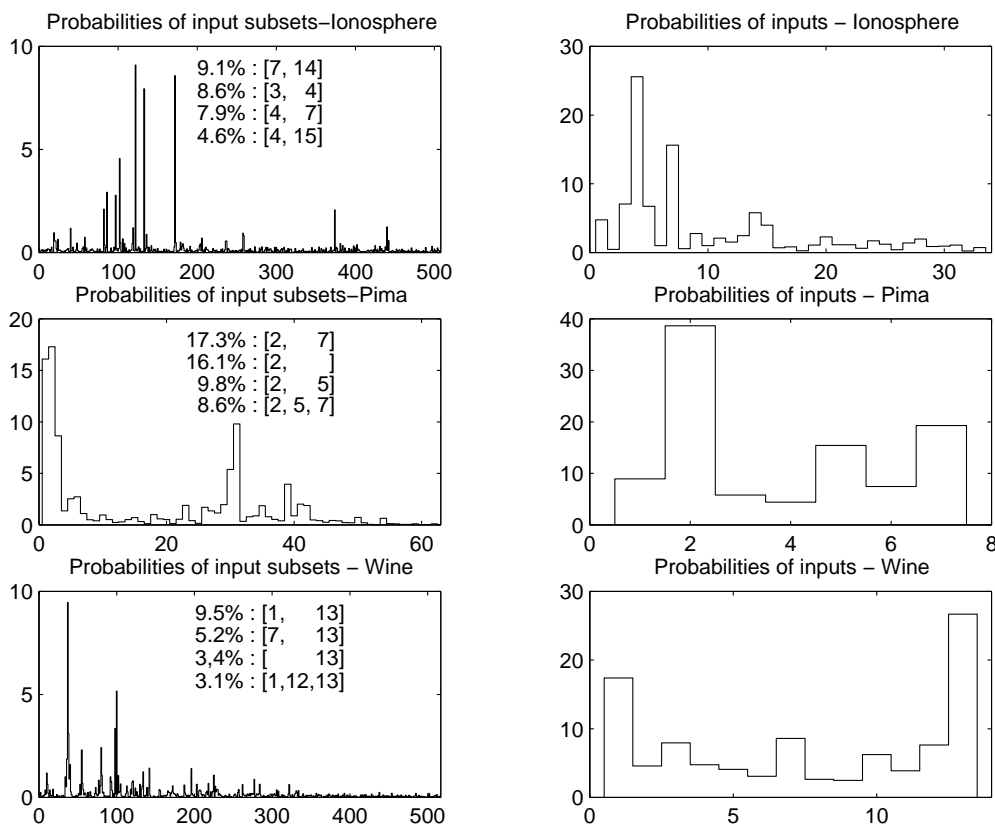 Probabilities of input subsets−Ionosphere
10
5
0
0 100 200 300 400 500
9.1% : [7, 14]
8.6% : [3, 4]
7.9% : [4, 7]
4.6% : [4, 15]
Probabilities of inputs − Ionosphere
30
20
10
0
10 20 30
Probabilities of input subsets−Pima
20
15
10
5
0
0 20 40 60
17.3% : [2, 7]
16.1% : [2, ]
9.8% : [2, 5]
8.6% : [2, 5, 7]
Probabilities of inputs − Pima
40
30
20
10
0
0 2 4 6 8
Probabilities of input subsets − Wine
10
5
0
0 100 200 300 400 500
9.5% : [1, 13]
5.2% : [7, 13]
3,4% : [ 13]
3.1% : [1,12,13]
Probabilities of inputs − Wine
30
20
10
0
5 10